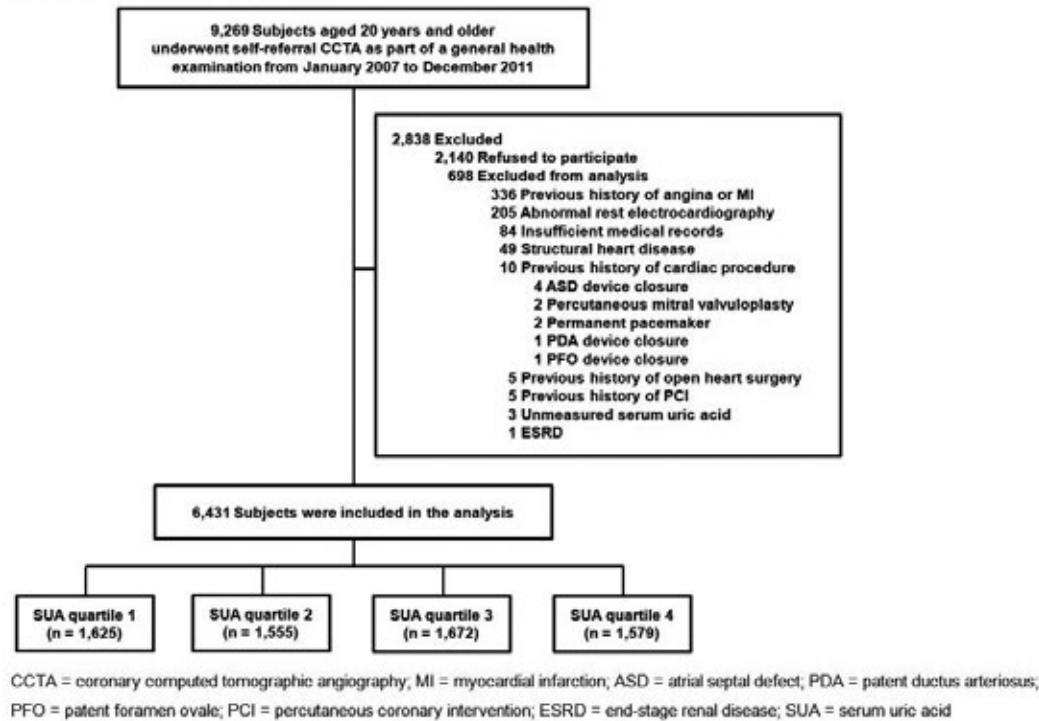 9,269 Subjects aged 20 years and older
underwent self-referral CCTA as part of a general health
examination from January 2007 to December 2011
2,838 Excluded
2,140 Refused to participate
698 Excluded from analysis
336 Previous history of angina or MI
205 Abnormal rest electrocardiography
84 Insufficient medical records
49 Structural heart disease
10 Previous history of cardiac procedure
4 ASD device closure
2 Percutaneous mitral valvuloplasty
2 Permanent pacemaker
1 PDA device closure
1 PFO device closure
5 Previous history of open heart surgery
5 Previous history of PCI
3 Unmeasured serum uric acid
1 ESRD
6,431 Subjects were included in the analysis
SUA quartile 1
(n = 1,625)
SUA quartile 2
(n = 1,555)
SUA quartile 3
(n = 1,672)
SUA quartile 4
(n = 1,579)
CCTA = coronary computed tomographic angiography; MI = myocardial infarction; ASD = atrial septal defect; PDA = patent ductus arteriosus;
PFO = patent foramen ovale; PCI = percutaneous coronary intervention; ESRD = end-stage renal disease; SUA = serum uric acid